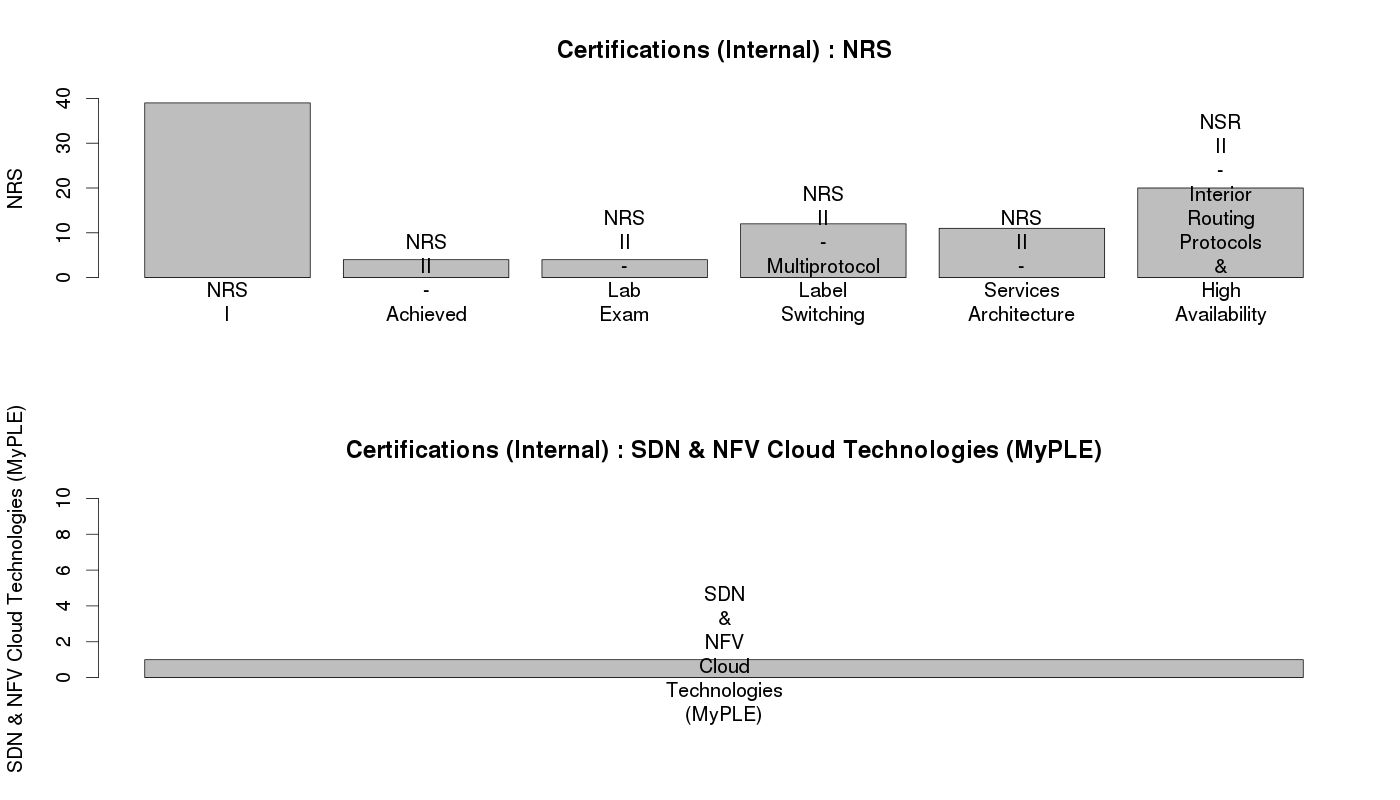 Certifications (Internal) : NRS
NRS
40
30
20
10
0
NRS
I
NRS
II
-
Achieved
NRS
II
-
Lab
Exam
NRS
II
-
Multiprotocol
Label
Switching
NRS
II
-
Services
Architecture
NSR
II
-
Interior
Routing
Protocols
&
High
Availability
Certifications (Internal) : SDN & NFV Cloud Technologies (MyPLE)
SDN & NFV Cloud Technologies (MyPLE)
10
8
6
4
2
0
SDN
&
NFV
Cloud
Technologies
(MyPLE)